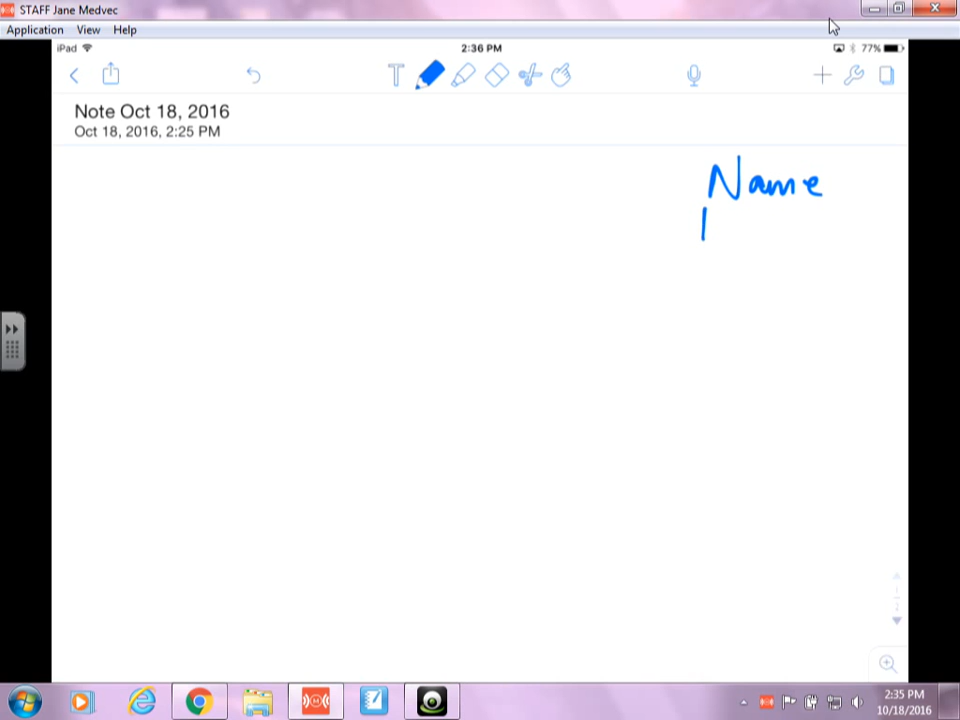 STAFF Jane Medvec
Application View Help
iPad 2:36 PM 77%
T
Note Oct 18, 2016
Oct 18, 2016, 2:25 PM
Name
2:35 PM
10/18/2016